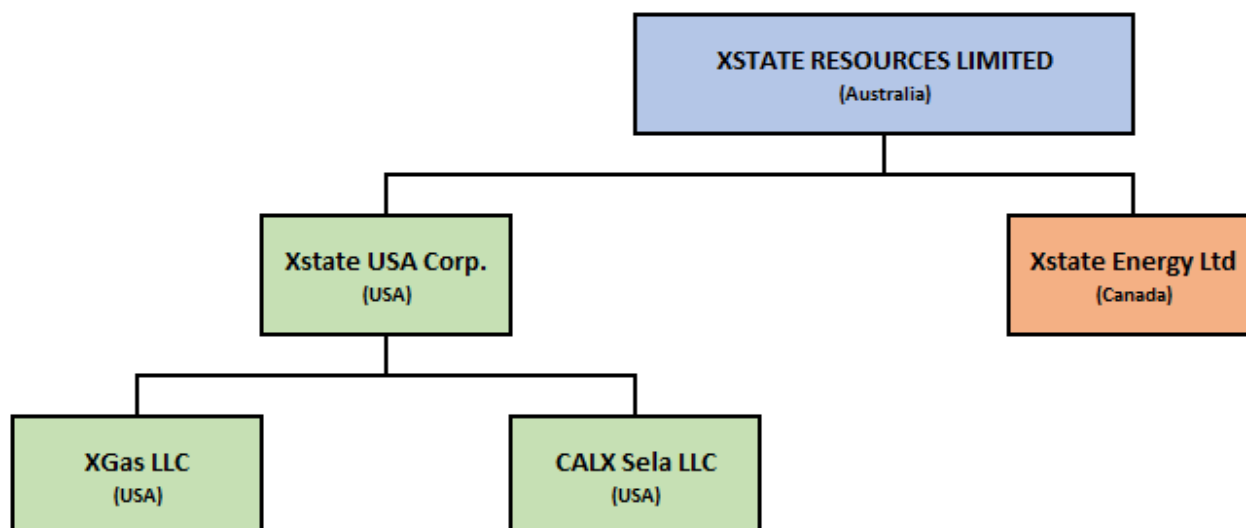 XSTATE RESOURCES LIMITED
(Australia)
Xstate USA Corp.
(USA)
Xstate Energy Ltd
(Canada)
XGas LLC
(USA)
CALX Sela LLC
(USA)